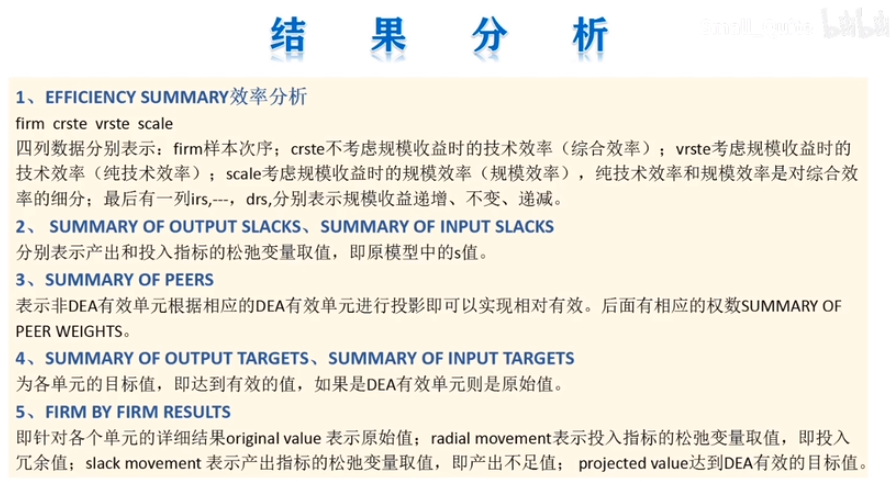 结果分析
1、EFFICIENCY SUMMARY效率分析
firm crste vrste scale
四列数据分别表示：firm样本次序；crste不考虑规模收益时的技术效率（综合效率）；vrste考虑规模收益时的
技术效率（纯技术效率）；scale考虑规模收益时的规模效率（规模效率），纯技术效率和规模效率是对综合效
率的细分；最后有一列irs,---，drs,分别表示规模收益递增、不变、递减。
2、 SUMMARY OF OUTPUT SLACKS、SUMMARY OF INPUT SLACKS
分别表示产出和投入指标的松弛变量取值，即原模型中的s值。
3、SUMMARY OF PEERS
表示非DEA有效单元根据相应的DEA有效单元进行投影即可以实现相对有效。后面有相应的权数SUMMARY OF
PEER WEIGHTS。
4、SUMMARY OF OUTPUT TARGETS、SUMMARY OF INPUT TARGETS
为各单元的目标值，即达到有效的值，如果是DEA有效单元则是原始值。
5、FIRM BY FIRM RESULTS
即针对各个单元的详细结果original value 表示原始值；radial movement表示投入指标的松弛变量取值，即投入
冗余值；slack movement 表示产出指标的松弛变量取值，即产出不足值； projected value达到DEA有效的目标值。